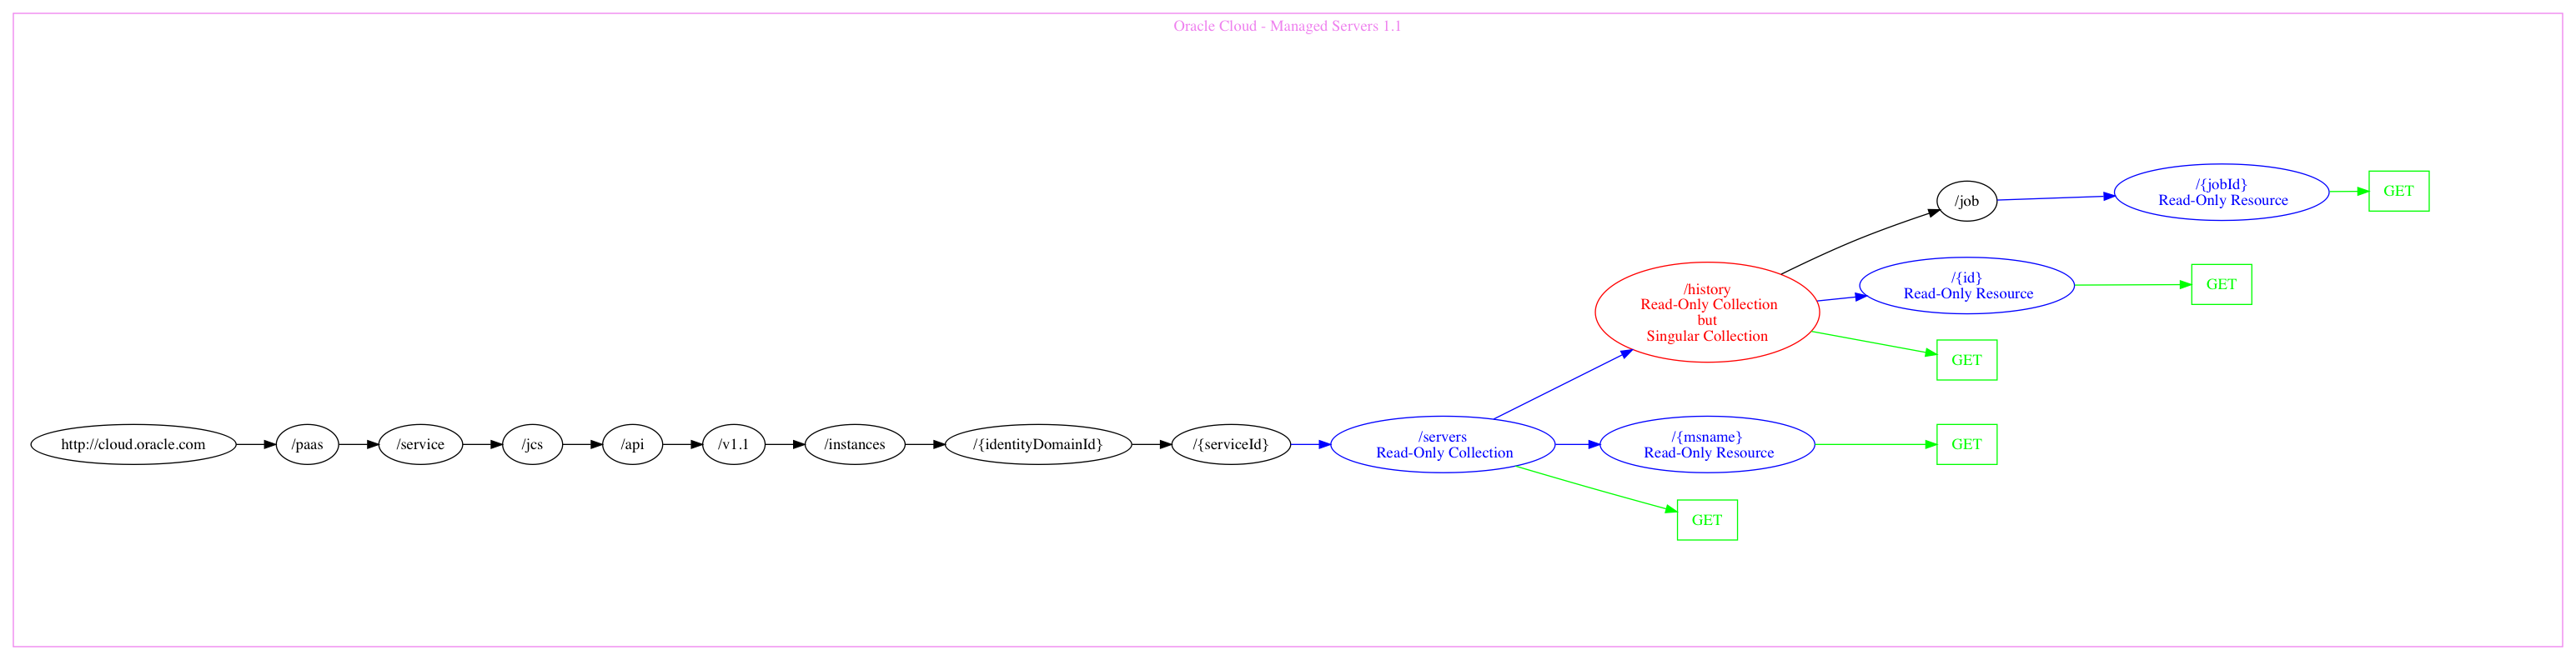 Oracle Cloud - Managed Servers 1.1
http://cloud.oracle.com
/paas
/service
/jcs
/api
/v1.1
/instances
/{identityDomainId}
/{serviceId}
/servers
Read-Only Collection
/history
Read-Only Collection
but
Singular Collection
/job
/{jobId}
Read-Only Resource
GET
/{id}
Read-Only Resource
GET
GET
/{msname}
Read-Only Resource
GET
GET